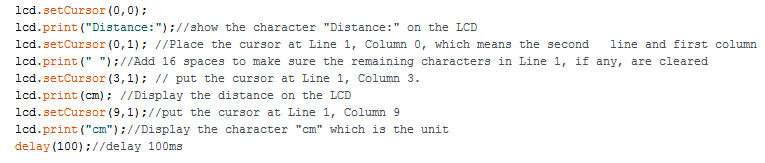 lcd.setCursor(0,0);
lcd.print("Distance:");//show the character "Distance:" on the LCD
lcd.setCursor(0,1); //Place the cursor at Line 1, Column 0, which means the second   line and first column
lcd.print(" ");//Add 16 spaces to make sure the remaining characters in Line 1, if any, are cleared
lcd.setCursor(3,1); // put the cursor at Line 1, Column 3.
lcd.print(cm); //Display the distance on the LCD
lcd.setCursor(9,1);//put the cursor at Line 1, Column 9
lcd.print("cm");//Display the character "cm" which is the unit
delay(100);//delay 100ms